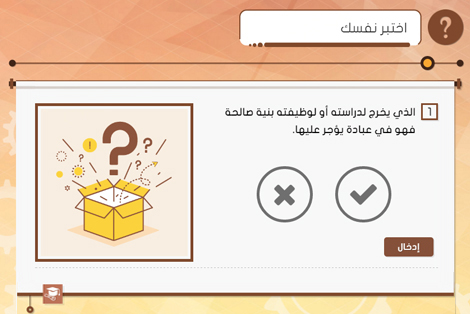 اختبر نفسك
1 الذي يخرج لدراسته أو لوظيفته بنية صالحة
فهو في عبادة يؤجر عليها.
إدخال